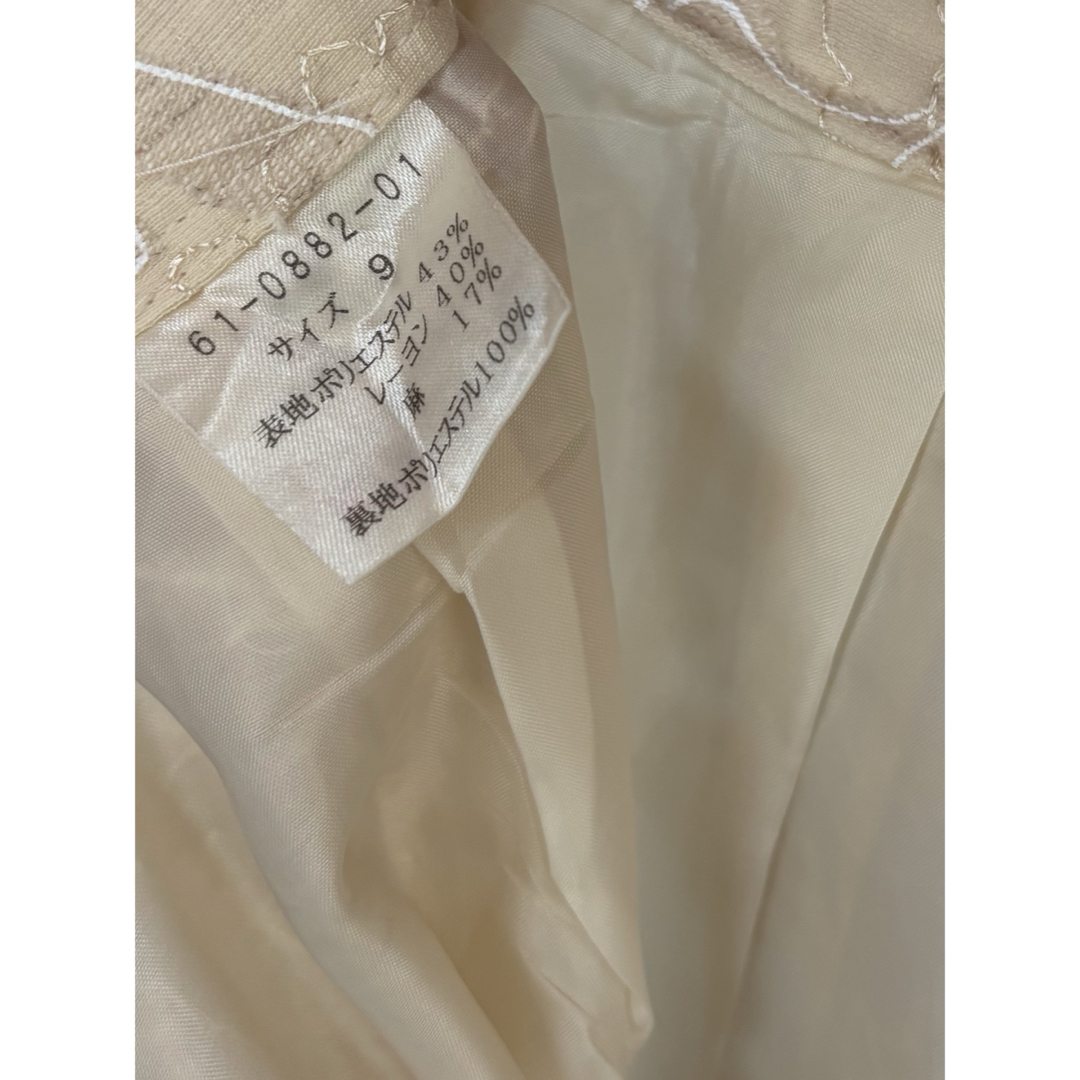 61-0882-01
サイズ 9
表地ポリエステル 43%
レーヨン 40%
麻 17%
裏地ポリエステル100%